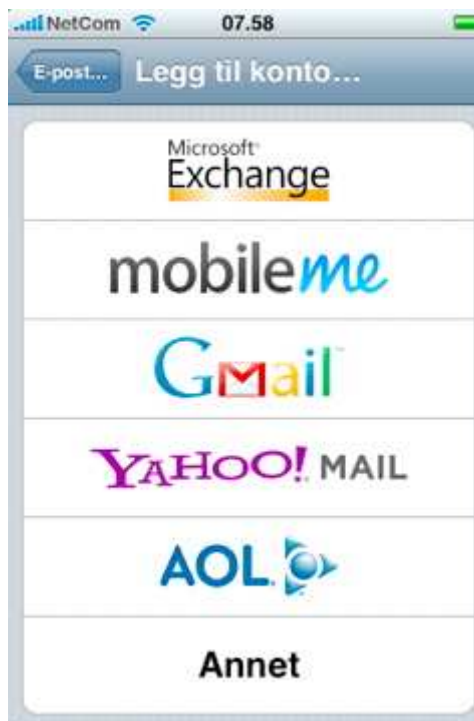 NetCom 07.58
E-post... Legg til konto...
Microsoft
Exchange
mobileme
Gmail
YAHOO! MAIL
AOL
Annet